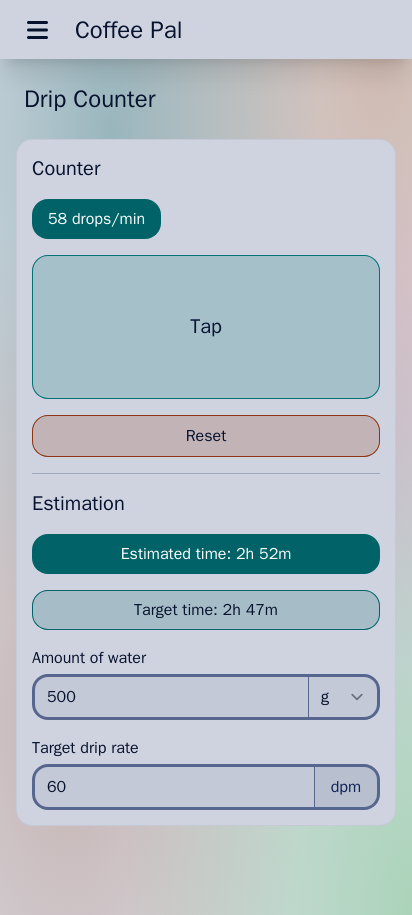 Coffee Pal
Drip Counter
Counter
58 drops/min
Tap
Reset
Estimation
Estimated time: 2h 52m
Target time: 2h 47m
Amount of water
500 g
Target drip rate
60 dpm